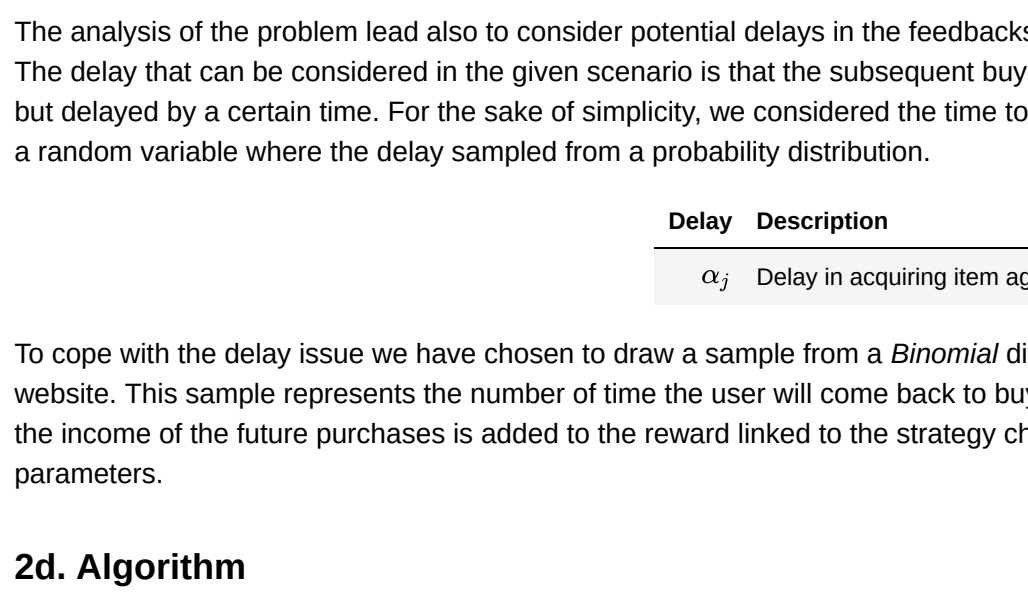 The analysis of the problem lead also to consider potential delays in the feedbacks
The delay that can be considered in the given scenario is that the subsequent buy
but delayed by a certain time. For the sake of simplicity, we considered the time to
a random variable where the delay sampled from a probability distribution.
Delay Description
αj Delay in acquiring item ag
To cope with the delay issue we have chosen to draw a sample from a Binomial di
website. This sample represents the number of time the user will come back to buy
the income of the future purchases is added to the reward linked to the strategy ch
parameters.
2d. Algorithm